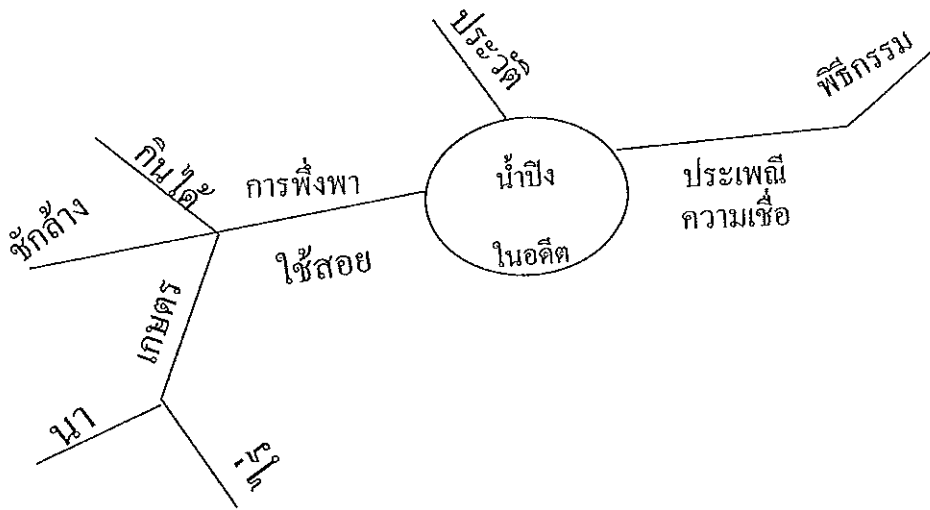 ประวัติ
พิธีกรรม
น้ำปิง
ในอดีต
ประเพณี
ความเชื่อ
การพึ่งพา
ใช้สอย
กินได้
ซักล้าง
เกษตร
นา
ไร่